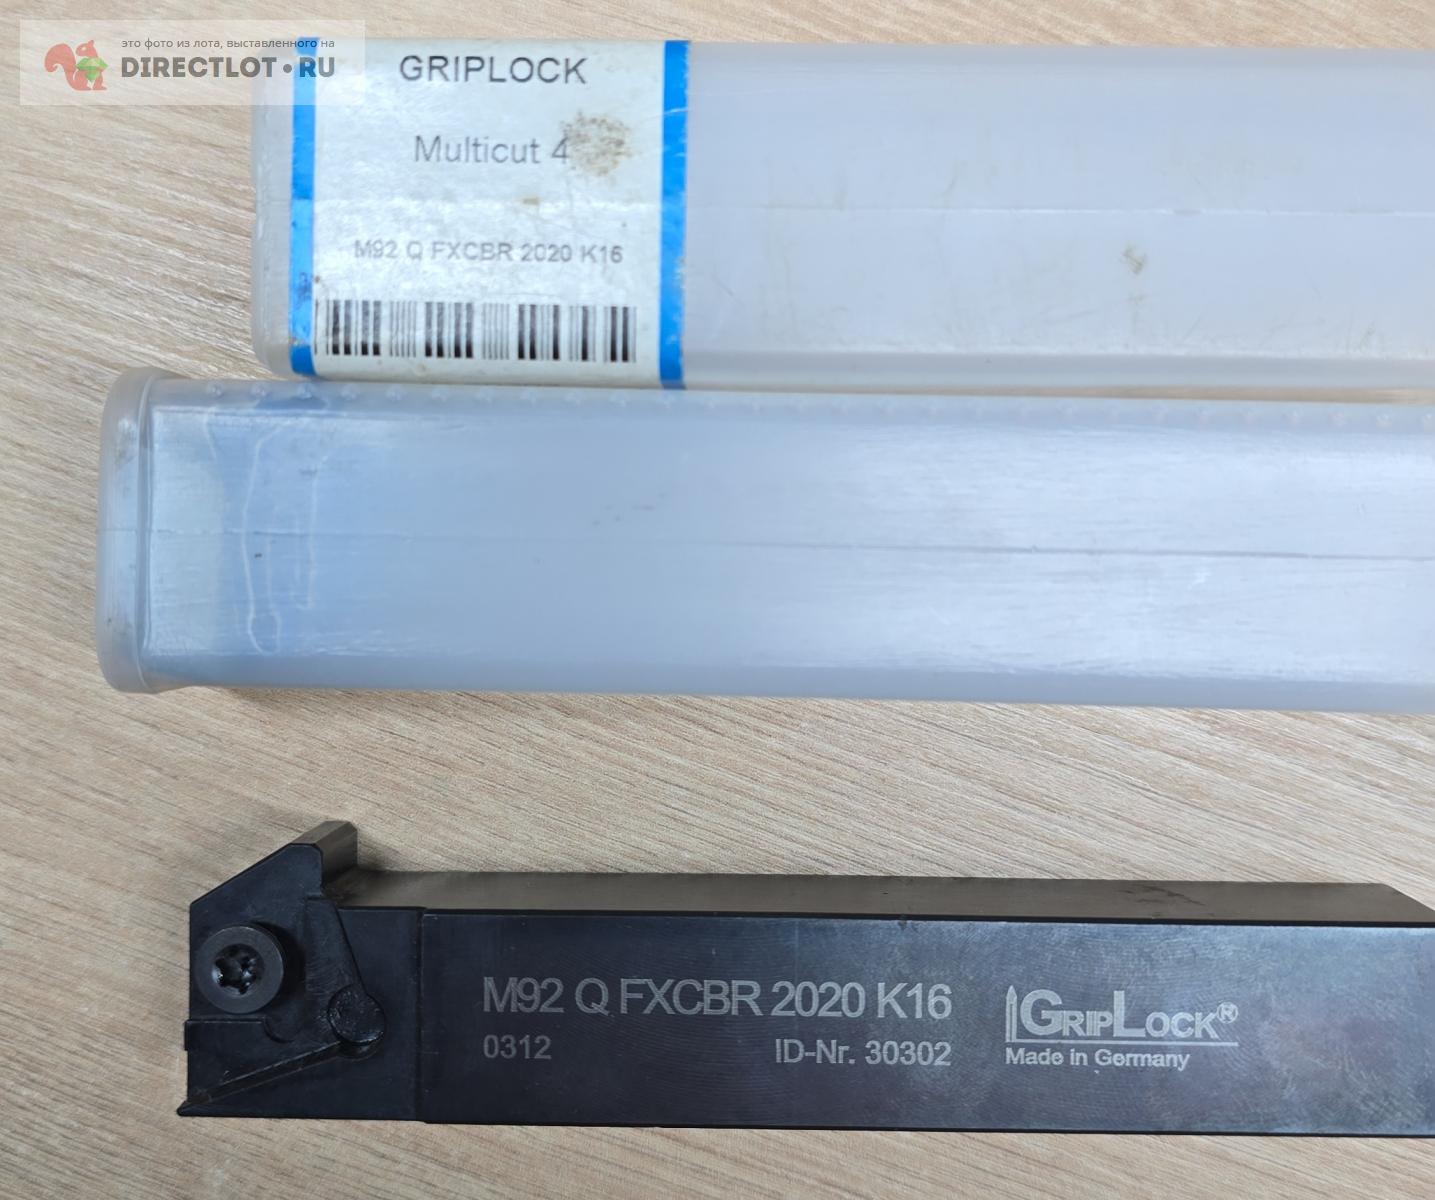 это фото из лота, выставленного на
DIRECTLOT•RU
GRIPLOCK
Multicut 4
M92 Q FXCBR 2020 K16
M92 Q FXCBR 2020 K16
0312 ID-Nr. 30302
GRIPLOCK®
Made in Germany